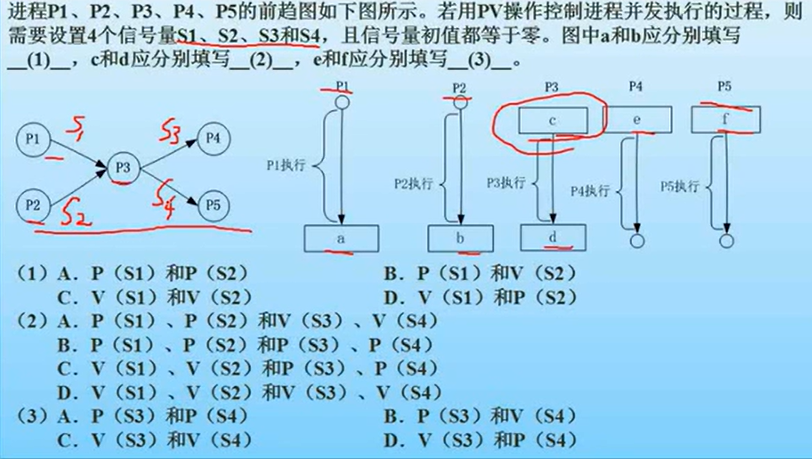 进程P1、P2、P3、P4、P5的前趋图如下图所示。若用PV操作控制进程并发执行的过程,则
需要设置4个信号量S1、S2、S3和S4,且信号量初值都等于零。图中a和b应分别填写
__(1)__,c和d应分别填写__(2)__,e和f应分别填写__(3)__。
P1 P2 P3 P4 P5
c e f
P1 S1 S3 P4
P3
P2 S2 S4 P5
P1执行 P2执行 P3执行 P4执行 P5执行
a b d
(1)A. P(S1)和P(S2) B. P(S1)和V(S2)
C. V(S1)和V(S2) D. V(S1)和P(S2)
(2)A. P(S1)、P(S2)和V(S3)、V(S4)
B. P(S1)、P(S2)和P(S3)、P(S4)
C. V(S1)、V(S2)和P(S3)、P(S4)
D. V(S1)、V(S2)和V(S3)、V(S4)
(3)A. P(S3)和P(S4) B. P(S3)和V(S4)
C. V(S3)和V(S4) D. V(S3)和P(S4)